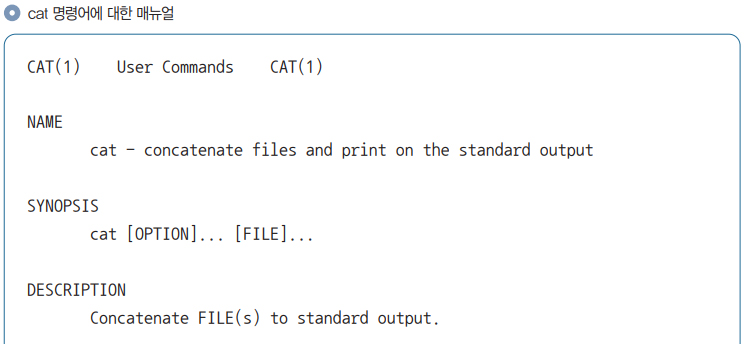 cat 명령어에 대한 매뉴얼
CAT(1) User Commands CAT(1)
NAME
cat - concatenate files and print on the standard output
SYNOPSIS
cat [OPTION]... [FILE]...
DESCRIPTION
Concatenate FILE(s) to standard output.